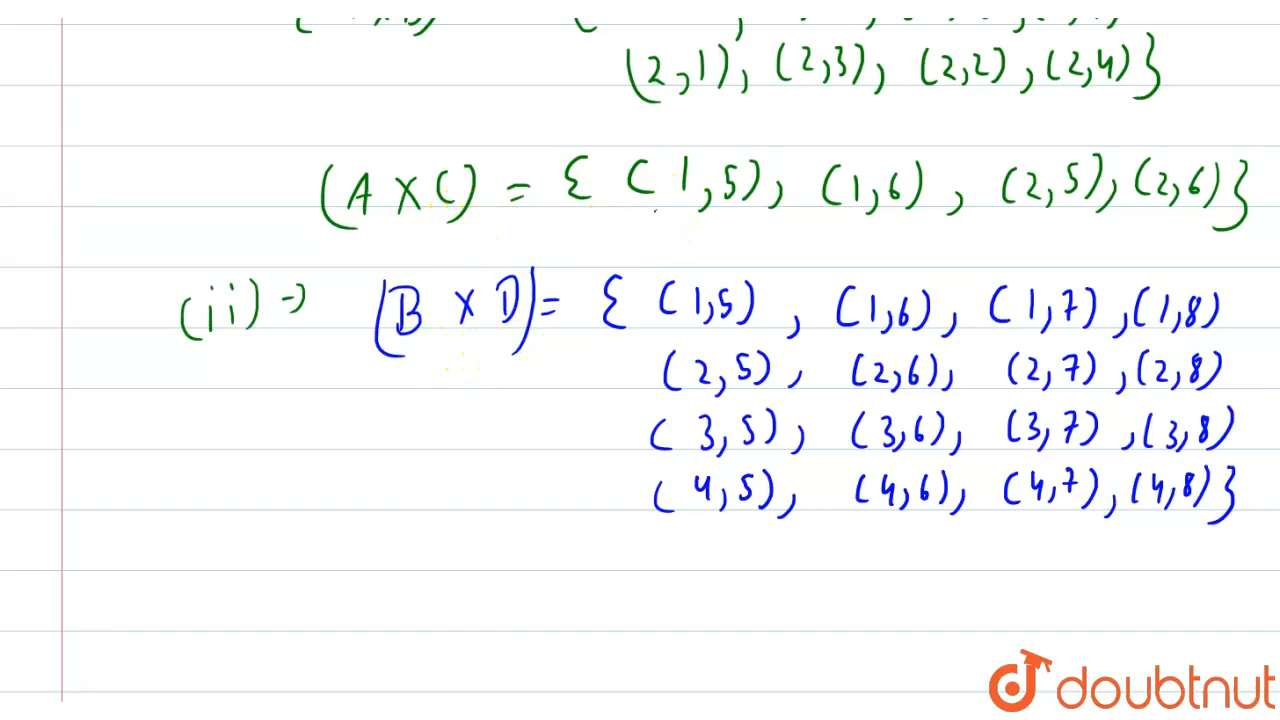 (2,1), (2,3), (2,2), (2,4)}
(A X C) = { (1,5), (1,6), (2,5), (2,6)}
(ii) → (B X D) = { (1,5), (1,6), (1,7), (1,8)
(2,5), (2,6), (2,7), (2,8)
(3,5), (3,6), (3,7), (3,8)
(4,5), (4,6), (4,7), (4,8)}
doubtnut